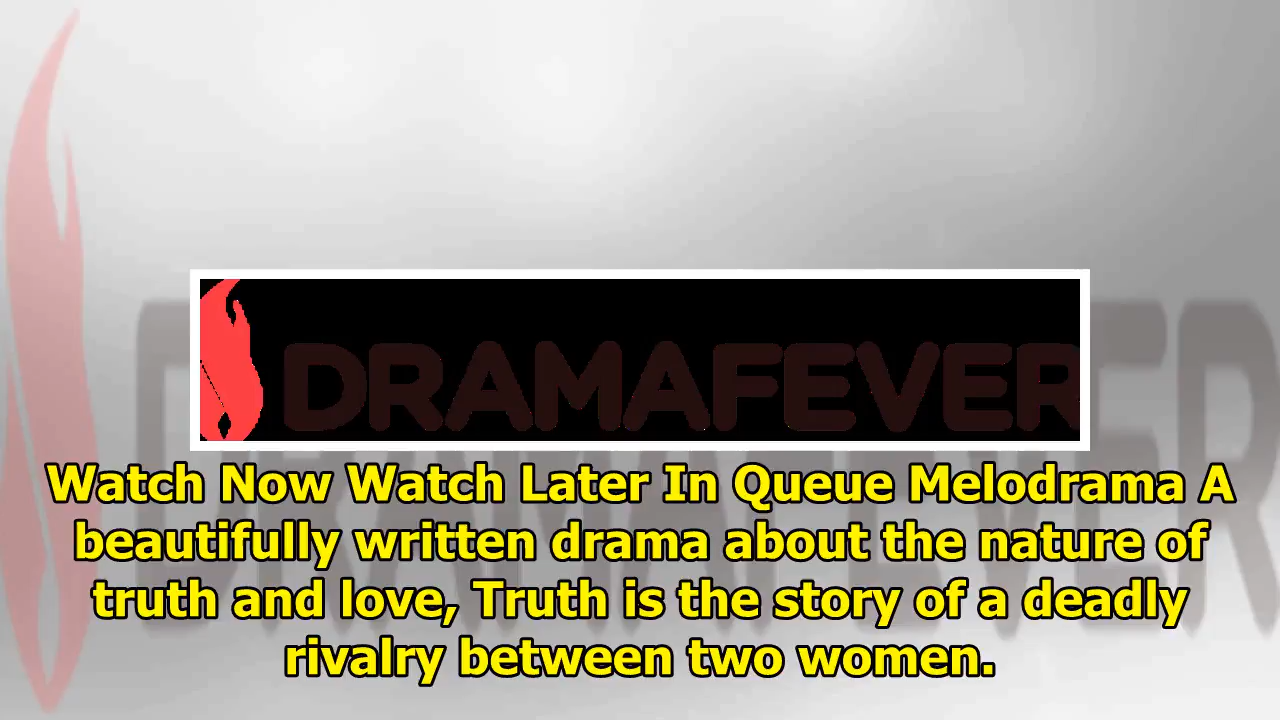 DRAMAFEVER
Watch Now Watch Later In Queue Melodrama A
beautifully written drama about the nature of
truth and love, Truth is the story of a deadly
rivalry between two women.